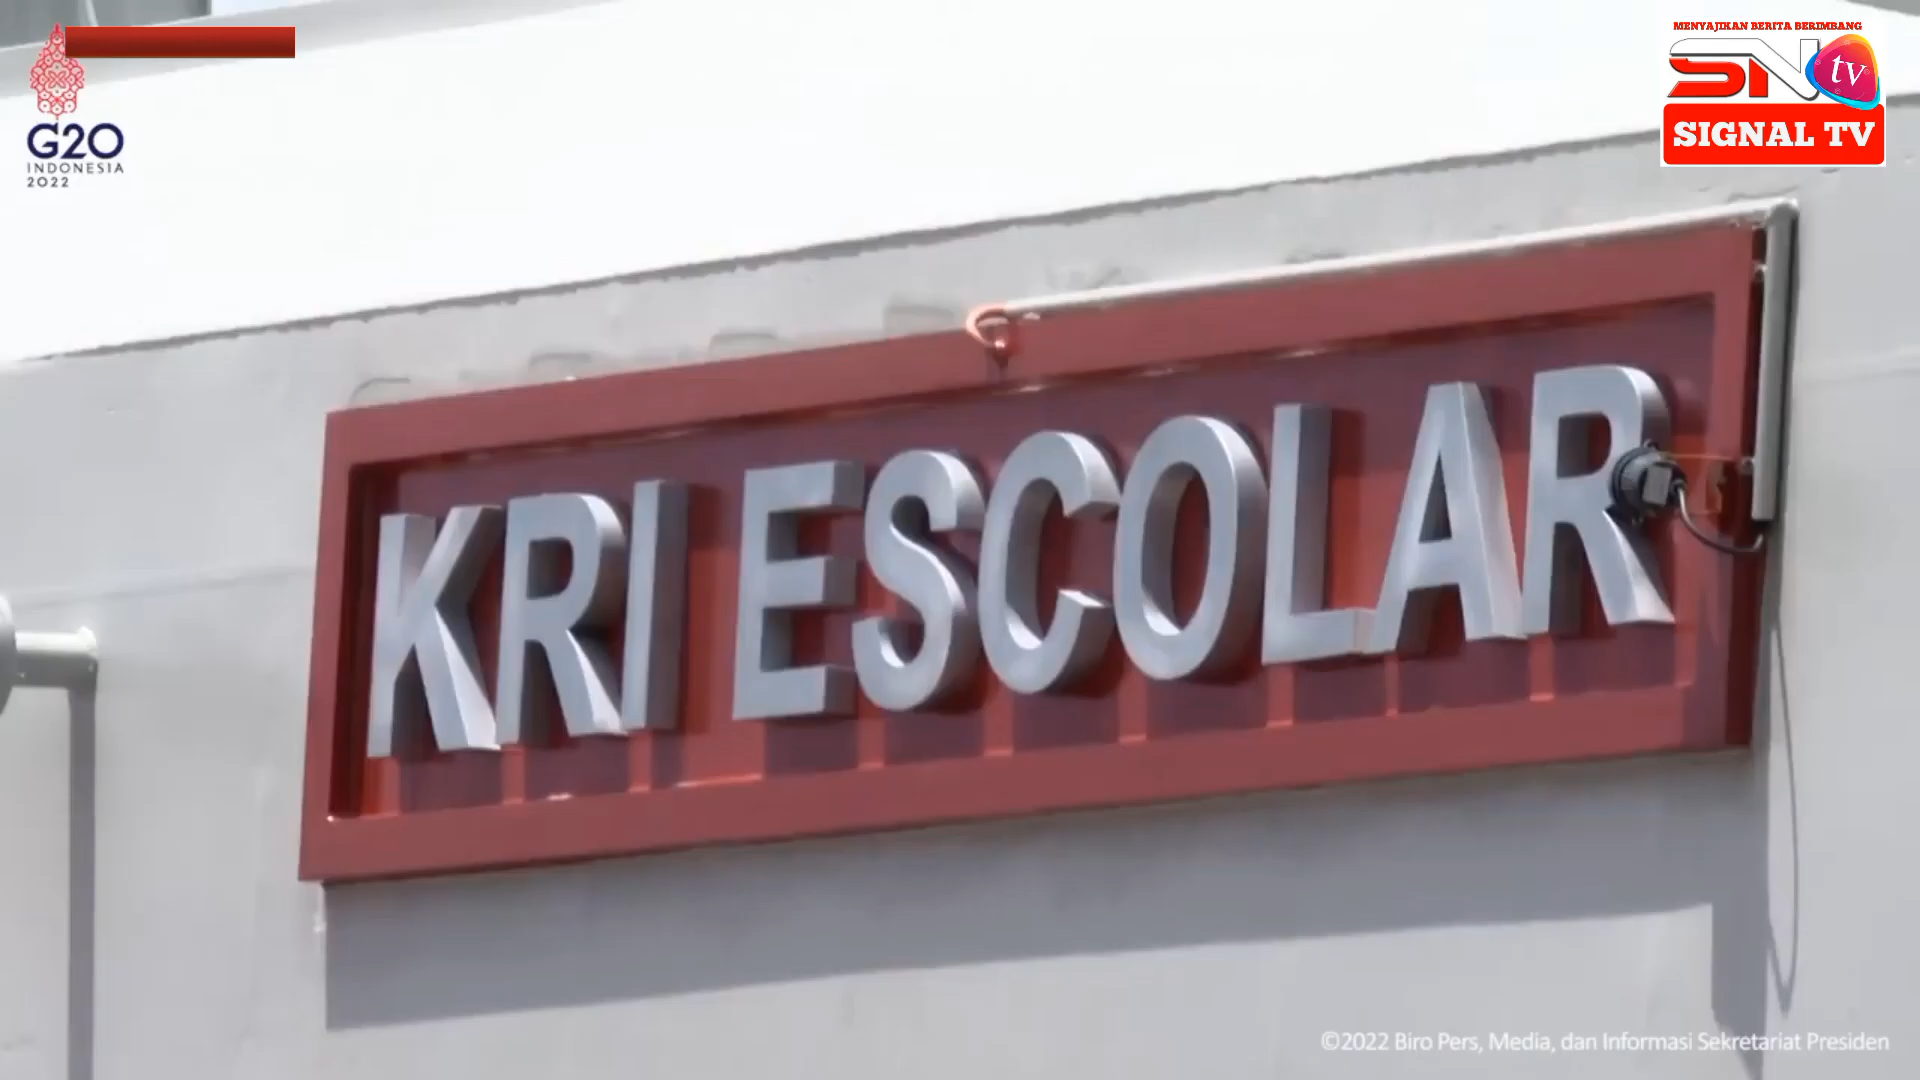 MENYAJIKAN BERITA BERIMBANG
SN tv
SIGNAL TV
G20
INDONESIA
2022
KRI ESCOLAR
©2022 Biro Pers, Media, dan Informasi Sekretariat Presiden